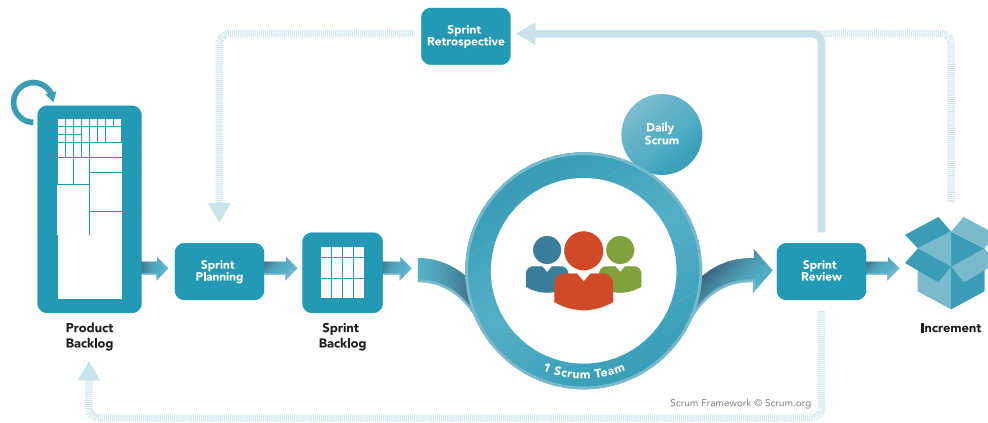 Sprint
Retrospective
Daily
Scrum
Sprint
Planning
Sprint
Review
Product
Backlog
Sprint
Backlog
Increment
1 Scrum Team
Scrum Framework © Scrum.org